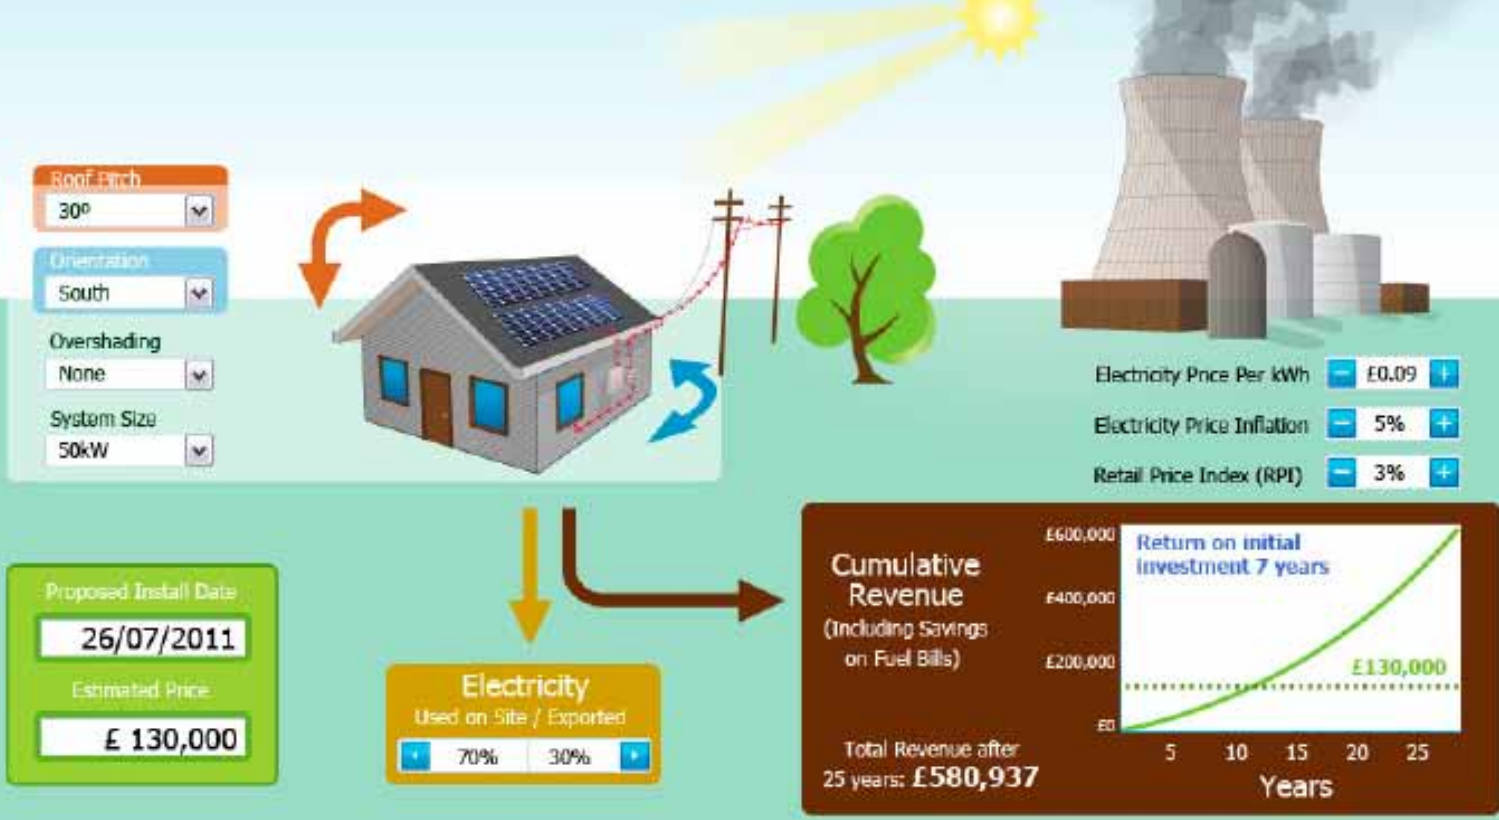 Roof Pitch
30º
Orientation
South
Overshading
None
System Size
50kW
Electricity Price Per kWh
£0.09
Electricity Price Inflation
5%
Retail Price Index (RPI)
3%
Proposed Install Date
26/07/2011
Estimated Price
£ 130,000
Electricity
Used on Site / Exported
70% 30%
Cumulative
Revenue
(Including Savings
on Fuel Bills)
Total Revenue after
25 years: £580,937
Return on initial
investment 7 years
£600,000
£400,000
£200,000
£0
£130,000
5 10 15 20 25
Years